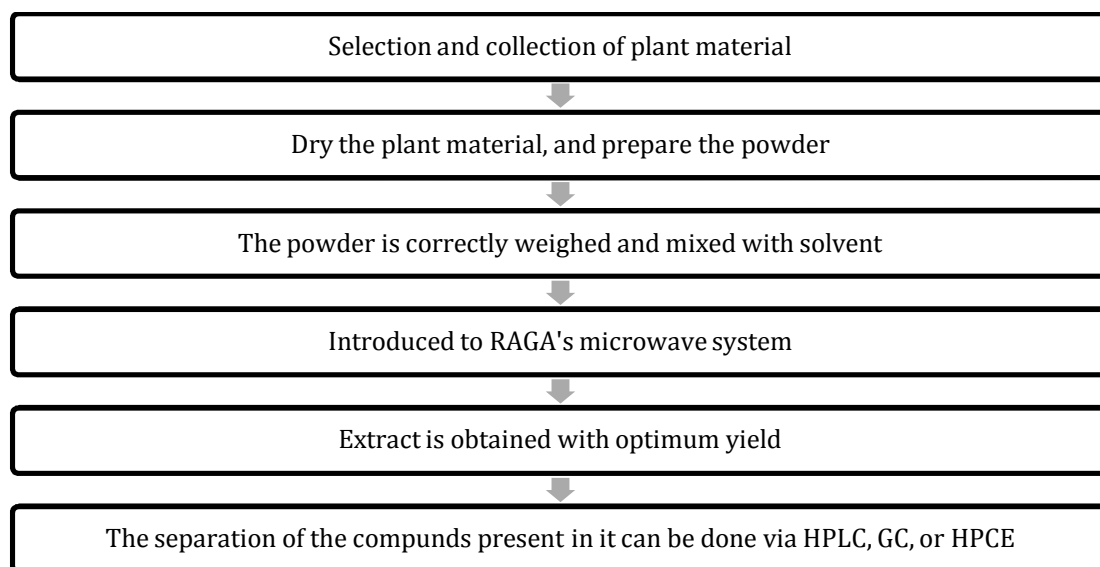 Selection and collection of plant material
Dry the plant material, and prepare the powder
The powder is correctly weighed and mixed with solvent
Introduced to RAGA's microwave system
Extract is obtained with optimum yield
The separation of the compunds present in it can be done via HPLC, GC, or HPCE